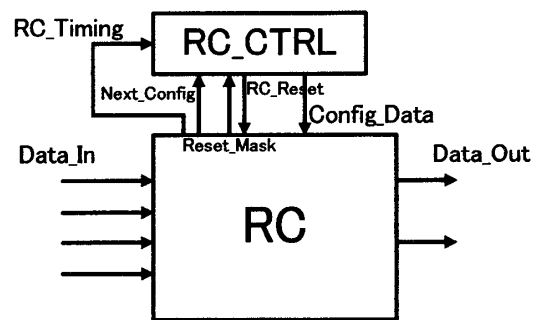 RC_Timing
RC_CTRL
Next_Config
RC_Reset
Config_Data
Data_In
Reset_Mask
Data_Out
RC